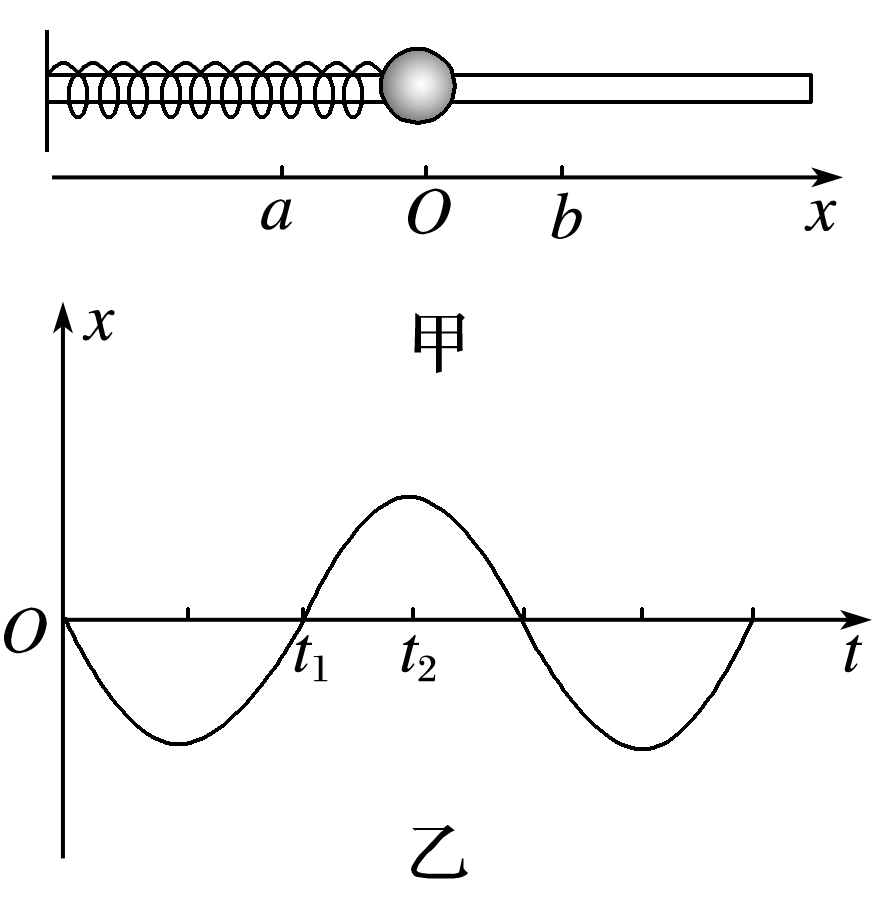 a O b x
甲
x
O t₁ t₂ t
乙